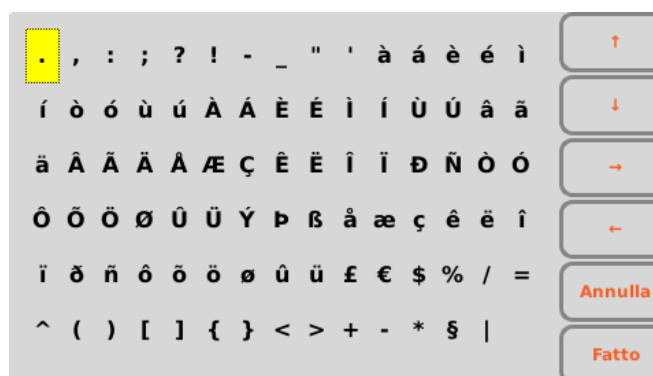 . , : ; ? ! - _ " ' à á è é ì
í ò ó ù ú À Á È É Ì Í Ù Ú â ã
ä Â Ã Ä Å Æ Ç Ê Ë Î Ï Ð Ñ Ò Ó
Ô Õ Ö Ø Û Ü Ý Þ ß å æ ç ê ë î
ï ð ñ ô õ ö ø û ü £ € $ % / =
^ ( ) [ ] { } < > + - * § |
↑
↓
→
←
Annulla
Fatto